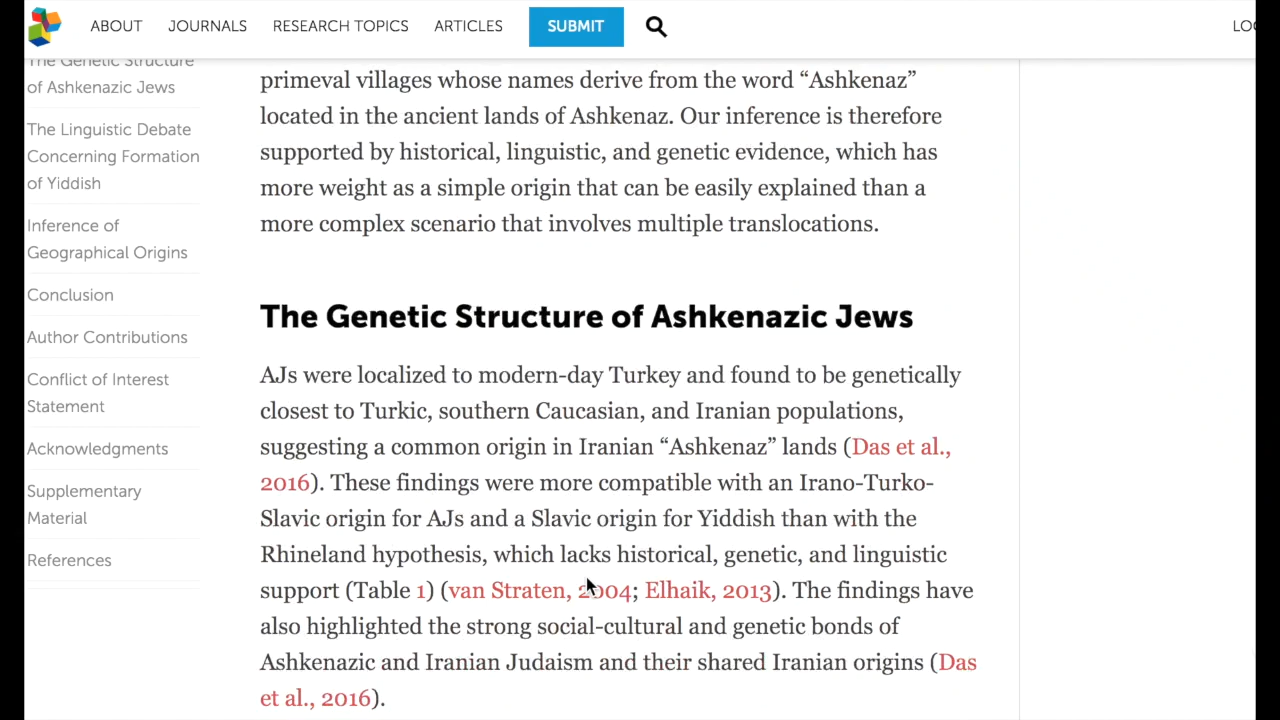 ABOUT JOURNALS RESEARCH TOPICS ARTICLES SUBMIT LO
The Genetic Structure
of Ashkenazic Jews
The Linguistic Debate
Concerning Formation
of Yiddish
Inference of
Geographical Origins
Conclusion
Author Contributions
Conflict of Interest
Statement
Acknowledgments
Supplementary
Material
References
primeval villages whose names derive from the word “Ashkenaz”
located in the ancient lands of Ashkenaz. Our inference is therefore
supported by historical, linguistic, and genetic evidence, which has
more weight as a simple origin that can be easily explained than a
more complex scenario that involves multiple translocations.
The Genetic Structure of Ashkenazic Jews
AJs were localized to modern-day Turkey and found to be genetically
closest to Turkic, southern Caucasian, and Iranian populations,
suggesting a common origin in Iranian “Ashkenaz” lands (Das et al.,
2016). These findings were more compatible with an Irano-Turko-
Slavic origin for AJs and a Slavic origin for Yiddish than with the
Rhineland hypothesis, which lacks historical, genetic, and linguistic
support (Table 1) (van Straten, 2004; Elhaik, 2013). The findings have
also highlighted the strong social-cultural and genetic bonds of
Ashkenazic and Iranian Judaism and their shared Iranian origins (Das
et al., 2016).